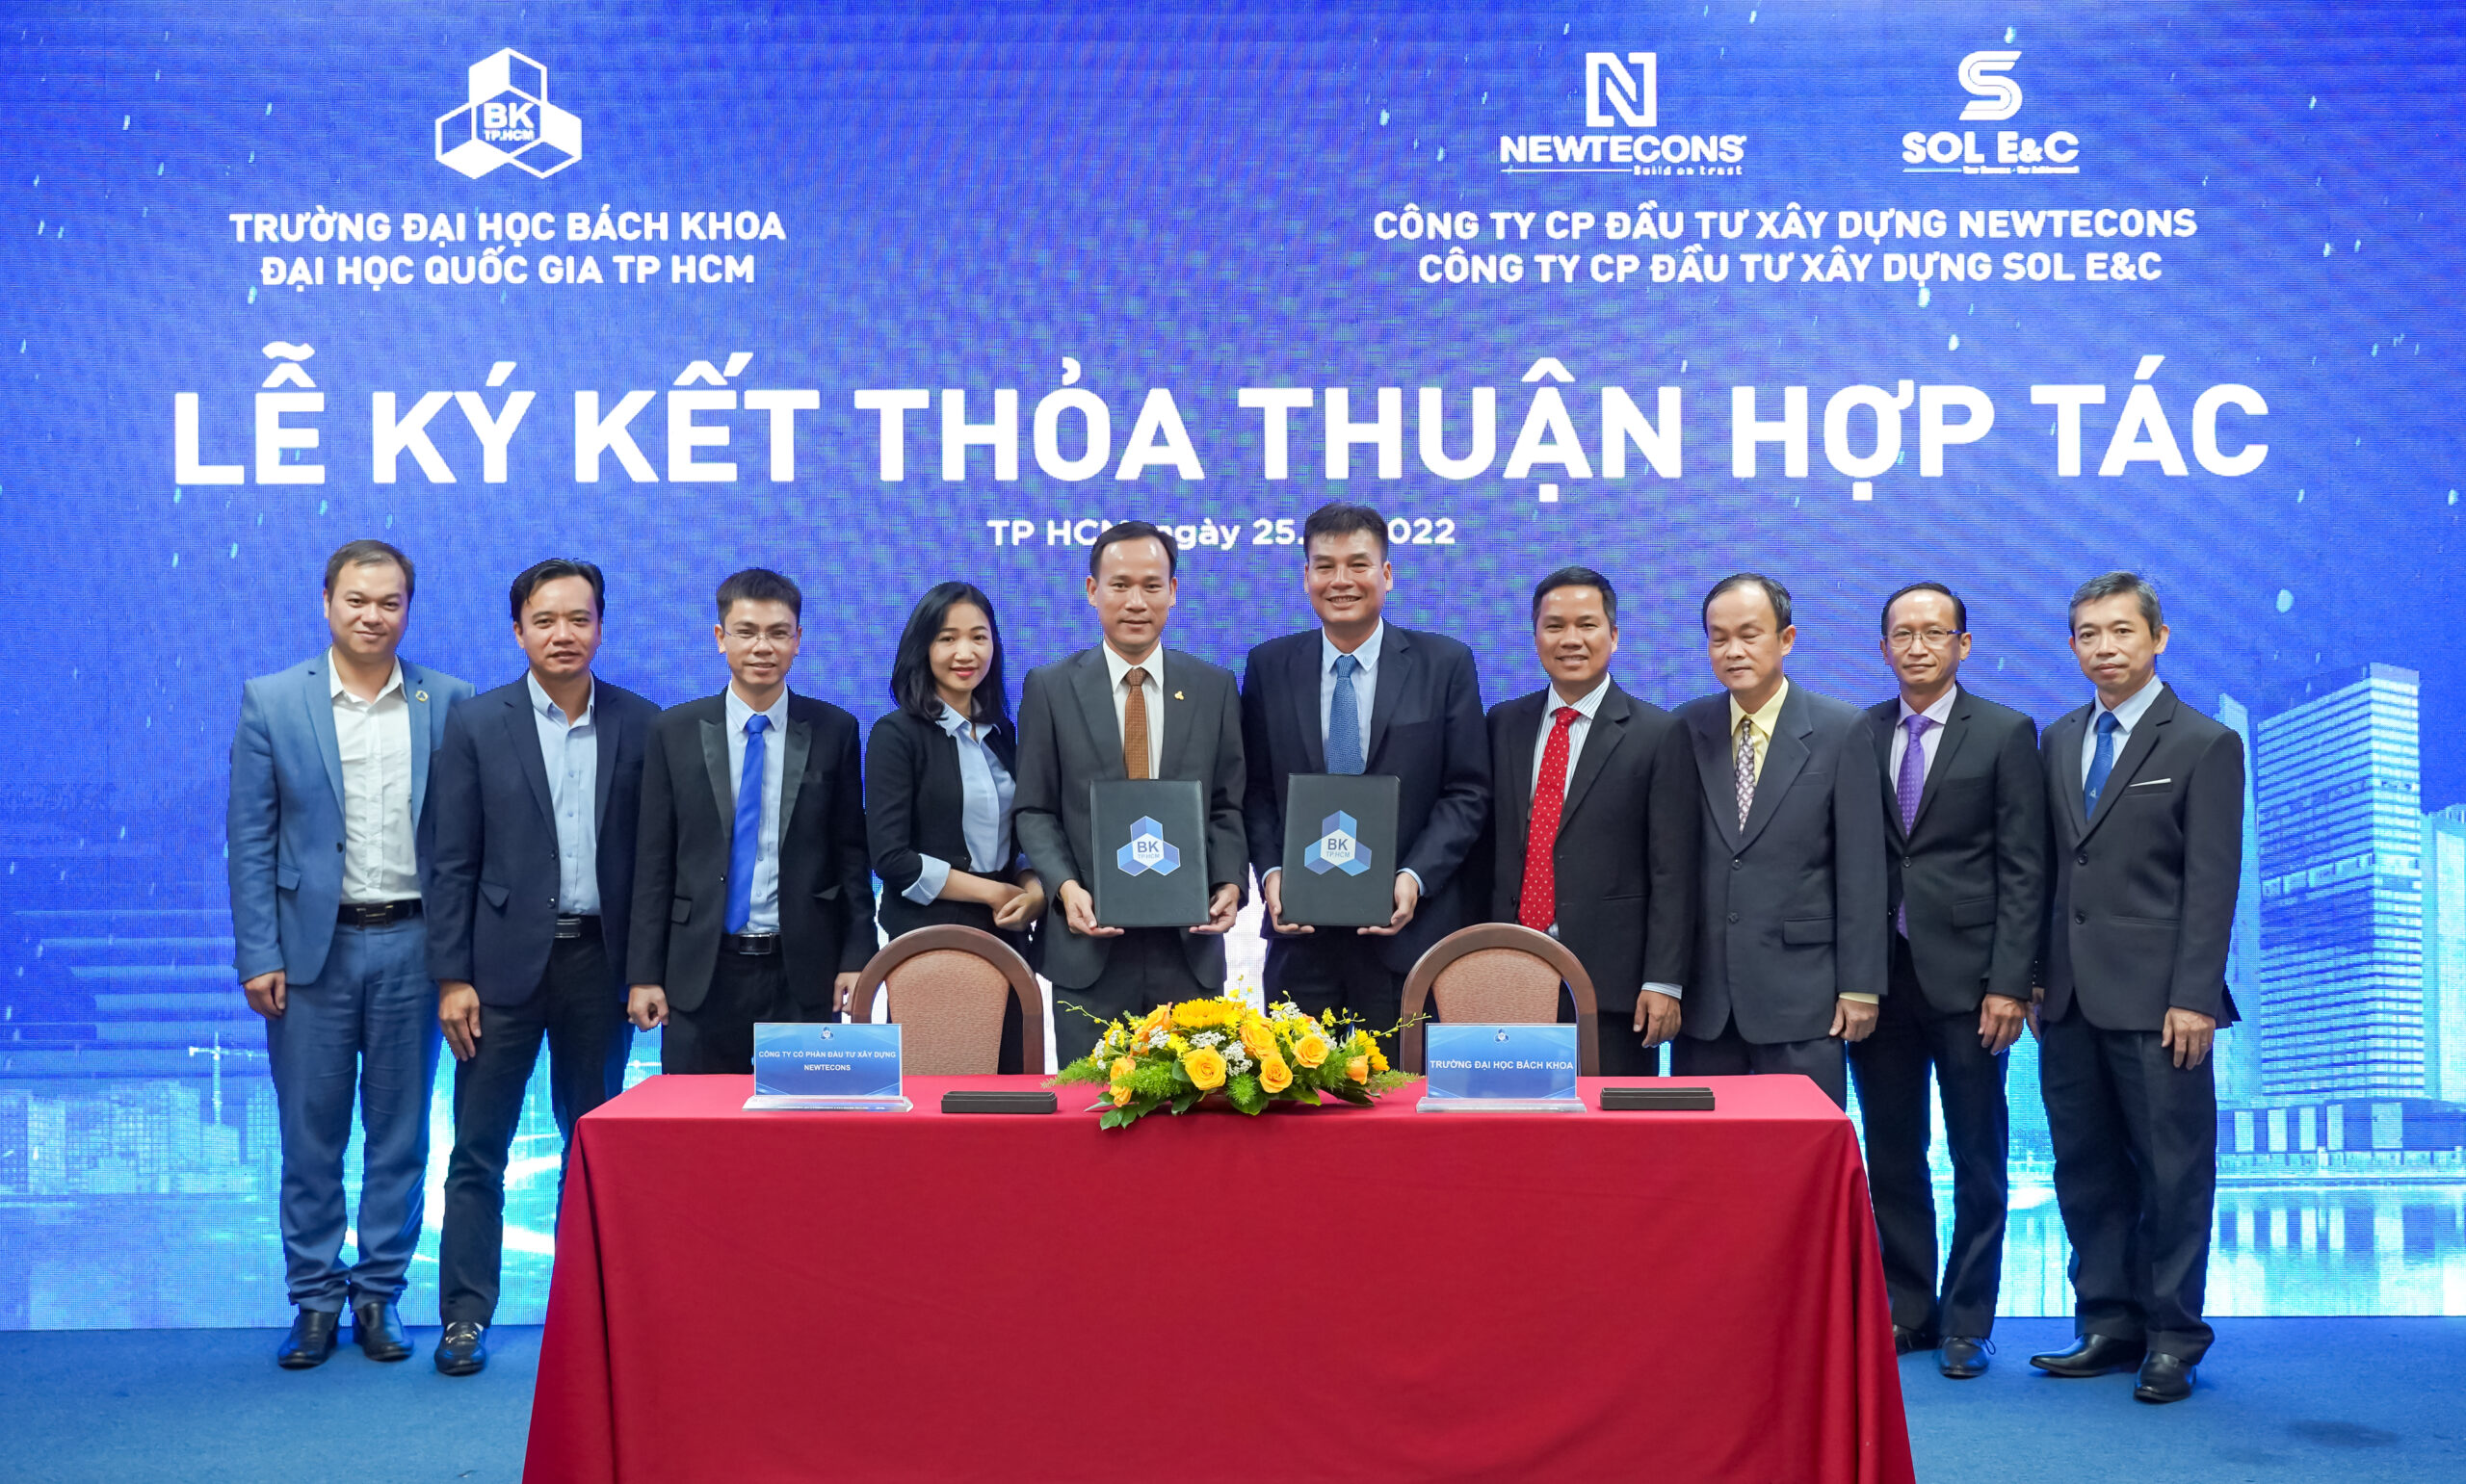 BK
TP.HCM
TRƯỜNG ĐẠI HỌC BÁCH KHOA
ĐẠI HỌC QUỐC GIA TP HCM
NEWTECONS
Build on trust
SOL E&C
CÔNG TY CP ĐẦU TƯ XÂY DỰNG NEWTECONS
CÔNG TY CP ĐẦU TƯ XÂY DỰNG SOL E&C
LỄ KÝ KẾT THỎA THUẬN HỢP TÁC
TP HCM ngày 25. 022
BK
TP.HCM
BK
TP.HCM
CÔNG TY CỔ PHẦN ĐẦU TƯ XÂY DỰNG
NEWTECONS
TRƯỜNG ĐẠI HỌC BÁCH KHOA